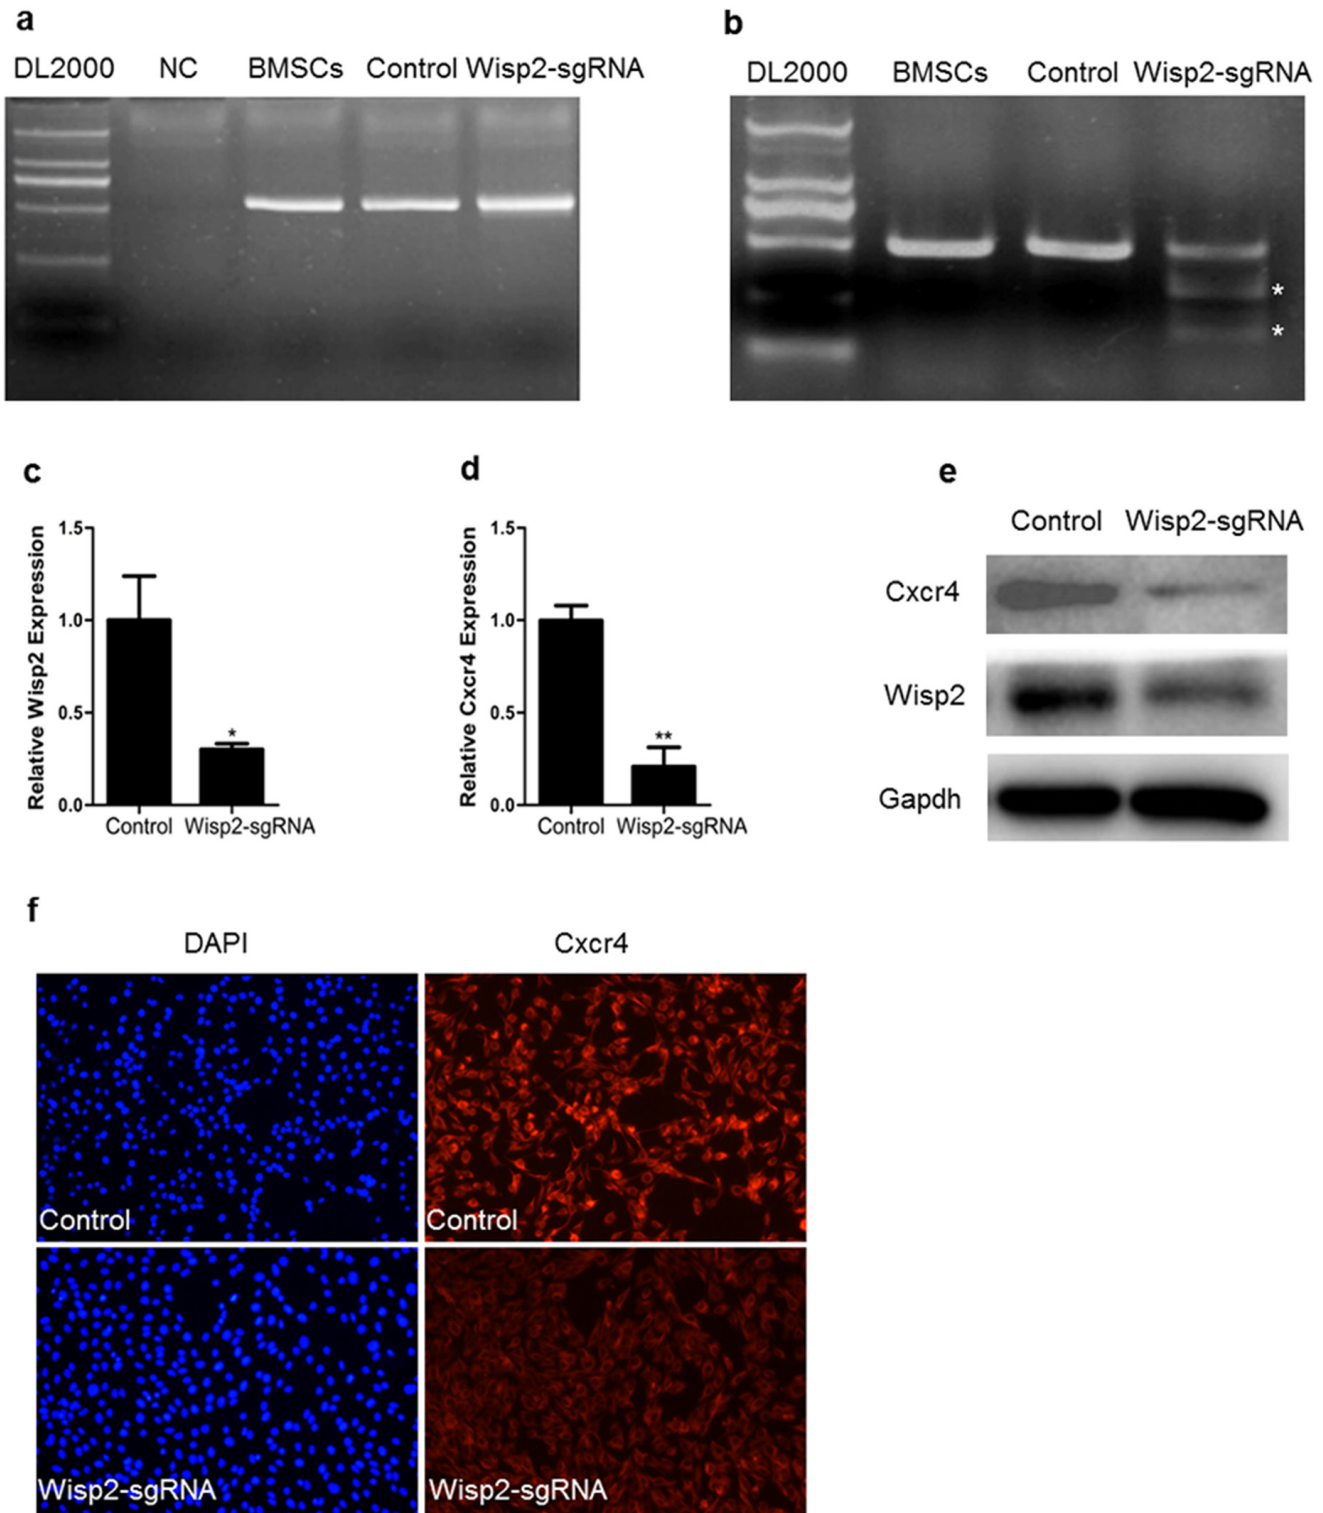 a
DL2000 NC BMSCs Control Wisp2-sgRNA
b
DL2000 BMSCs Control Wisp2-sgRNA
*
*
c
Relative Wisp2 Expression
1.5
1.0
0.5
0.0
*
Control Wisp2-sgRNA
d
Relative Cxcr4 Expression
1.5
1.0
0.5
0.0
**
Control Wisp2-sgRNA
e
Control Wisp2-sgRNA
Cxcr4
Wisp2
Gapdh
f
DAPI Cxcr4
Control Control
Wisp2-sgRNA Wisp2-sgRNA